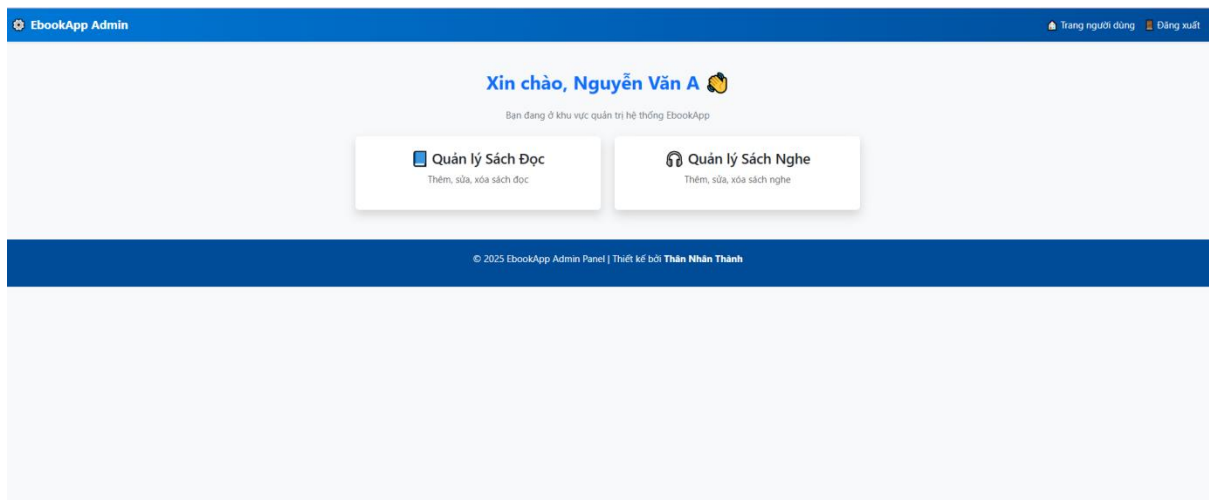 ⚙ EbookApp Admin
🏠 Trang người dùng 🚪 Đăng xuất
Xin chào, Nguyễn Văn A 👏
Bạn đang ở khu vực quản trị hệ thống EbookApp
📘 Quản lý Sách Đọc
Thêm, sửa, xóa sách đọc
🎧 Quản lý Sách Nghe
Thêm, sửa, xóa sách nghe
© 2025 EbookApp Admin Panel | Thiết kế bởi Thân Nhân Thành